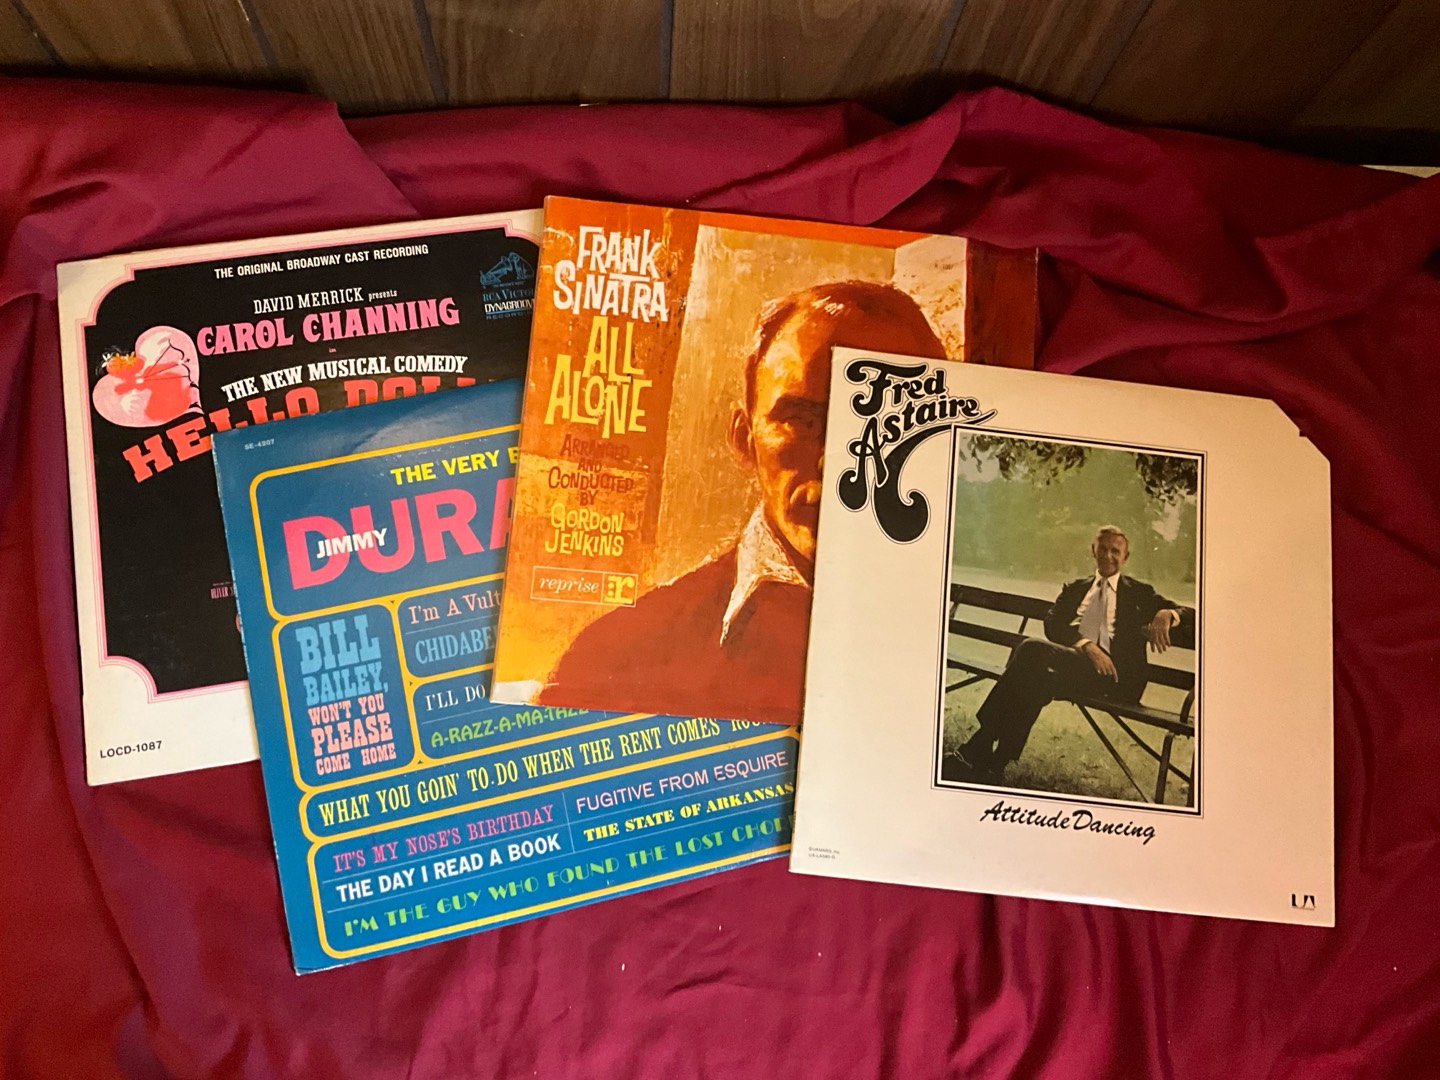 THE ORIGINAL BROADWAY CAST RECORDING
DAVID MERRICK presents
CAROL CHANNING
in
THE NEW MUSICAL COMEDY
HELLO
RCA VICTOR
DYNAGROOVE
LOCD-1087
SE-4207
THE VERY
JIMMY
BILL
BAILEY,
WON'T YOU
PLEASE
COME HOME
I'm A
I'LL DO
A-RAZZ-A-MA-TAZZ
WHAT YOU GOIN' TO DO WHEN THE RENT COMES
IT'S MY NOSE'S BIRTHDAY
FUGITIVE FROM ESQUIRE
THE DAY I READ A BOOK
THE STATE OF ARKANSAS
I'M THE GUY WHO FOUND THE LOST
FRANK
SINATRA
ALL
ALONE
ARRANGED
AND
CONDUCTED
BY
GORDON
JENKINS
reprise r:
Fred
Astaire
Attitude Dancing
UA